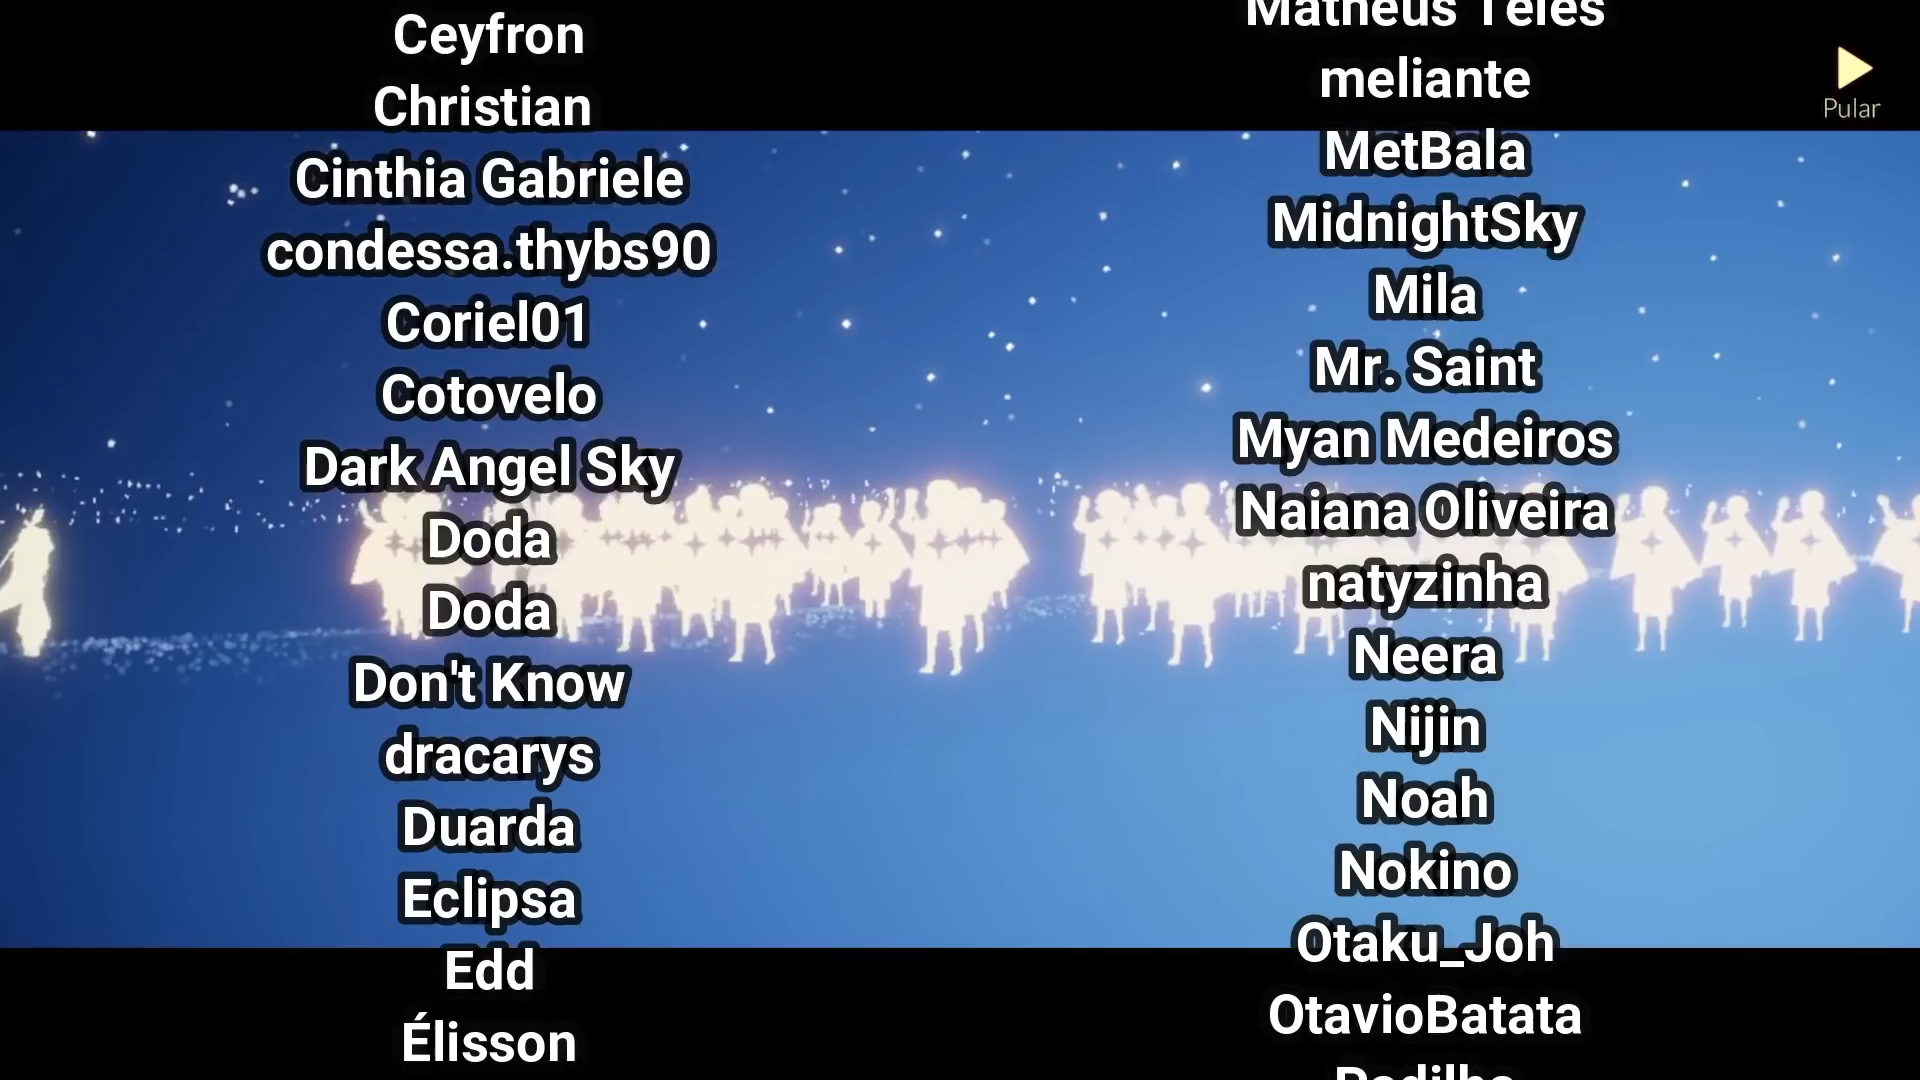 Ceyfron
Christian
Cinthia Gabriele
condessa.thybs90
Coriel01
Cotovelo
Dark Angel Sky
Doda
Doda
Don't Know
dracarys
Duarda
Eclipsa
Edd
Élisson
Matheus Teles
meliante
MetBala
MidnightSky
Mila
Mr. Saint
Myan Medeiros
Naiana Oliveira
natyzinha
Neera
Nijin
Noah
Nokino
Otaku_Joh
OtavioBatata
Pular